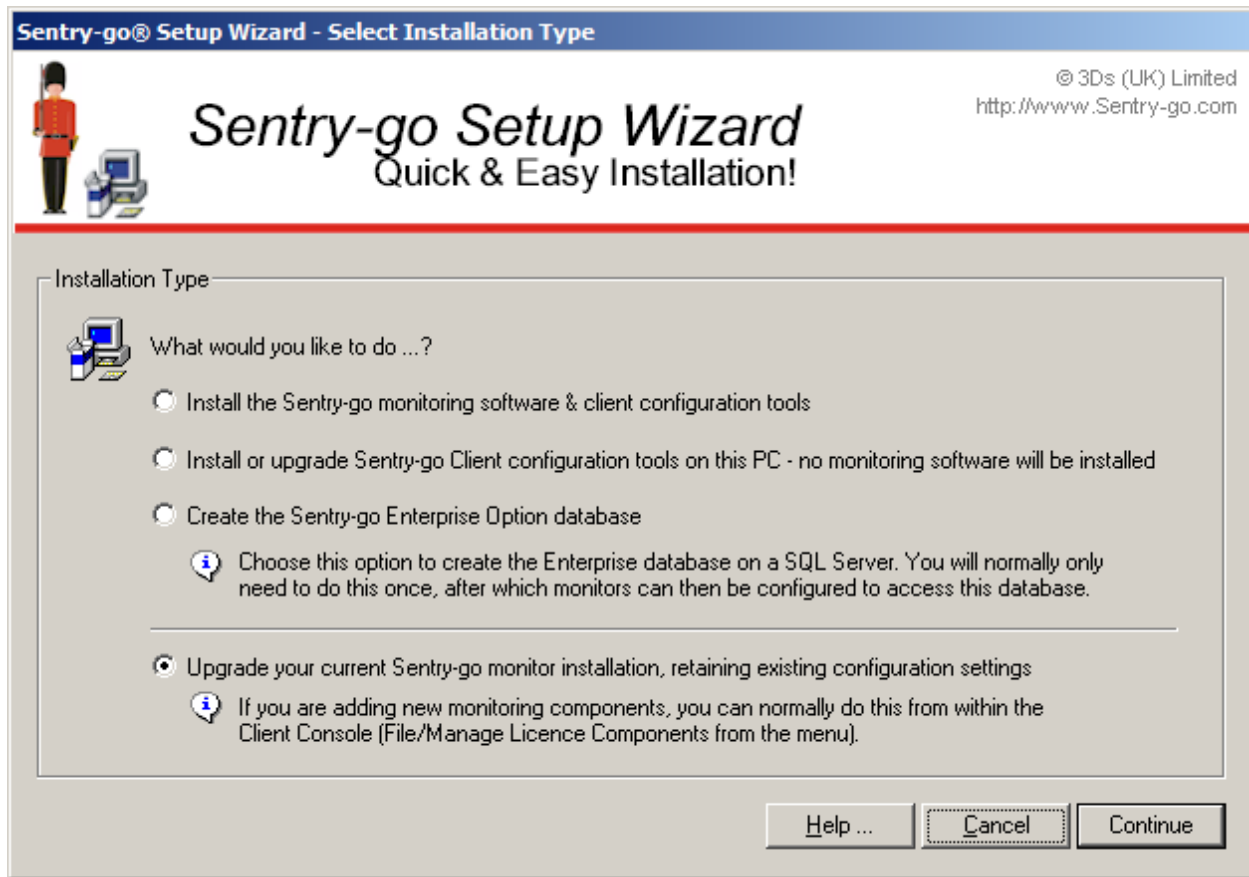 Sentry-go® Setup Wizard - Select Installation Type
© 3Ds (UK) Limited
http://www.Sentry-go.com
Sentry-go Setup Wizard
Quick & Easy Installation!
Installation Type
What would you like to do ...?
Install the Sentry-go monitoring software & client configuration tools
Install or upgrade Sentry-go Client configuration tools on this PC - no monitoring software will be installed
Create the Sentry-go Enterprise Option database
Choose this option to create the Enterprise database on a SQL Server. You will normally only
need to do this once, after which monitors can then be configured to access this database.
Upgrade your current Sentry-go monitor installation, retaining existing configuration settings
If you are adding new monitoring components, you can normally do this from within the
Client Console (File/Manage Licence Components from the menu).
Help ...
Cancel
Continue